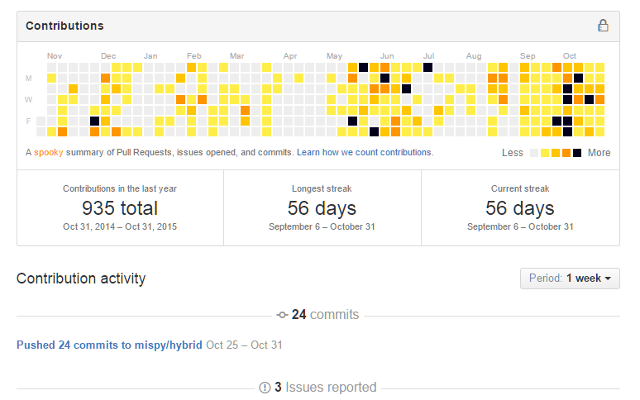 Contributions
Nov Dec Jan Feb Mar Apr May Jun Jul Aug Sep Oct
M
W
F
A spooky summary of Pull Requests, issues opened, and commits. Learn how we count contributions.
Less More
Contributions in the last year
935 total
Oct 31, 2014 – Oct 31, 2015
Longest streak
56 days
September 6 – October 31
Current streak
56 days
September 6 – October 31
Contribution activity
Period: 1 week
24 commits
Pushed 24 commits to mispy/hybrid Oct 25 – Oct 31
3 Issues reported